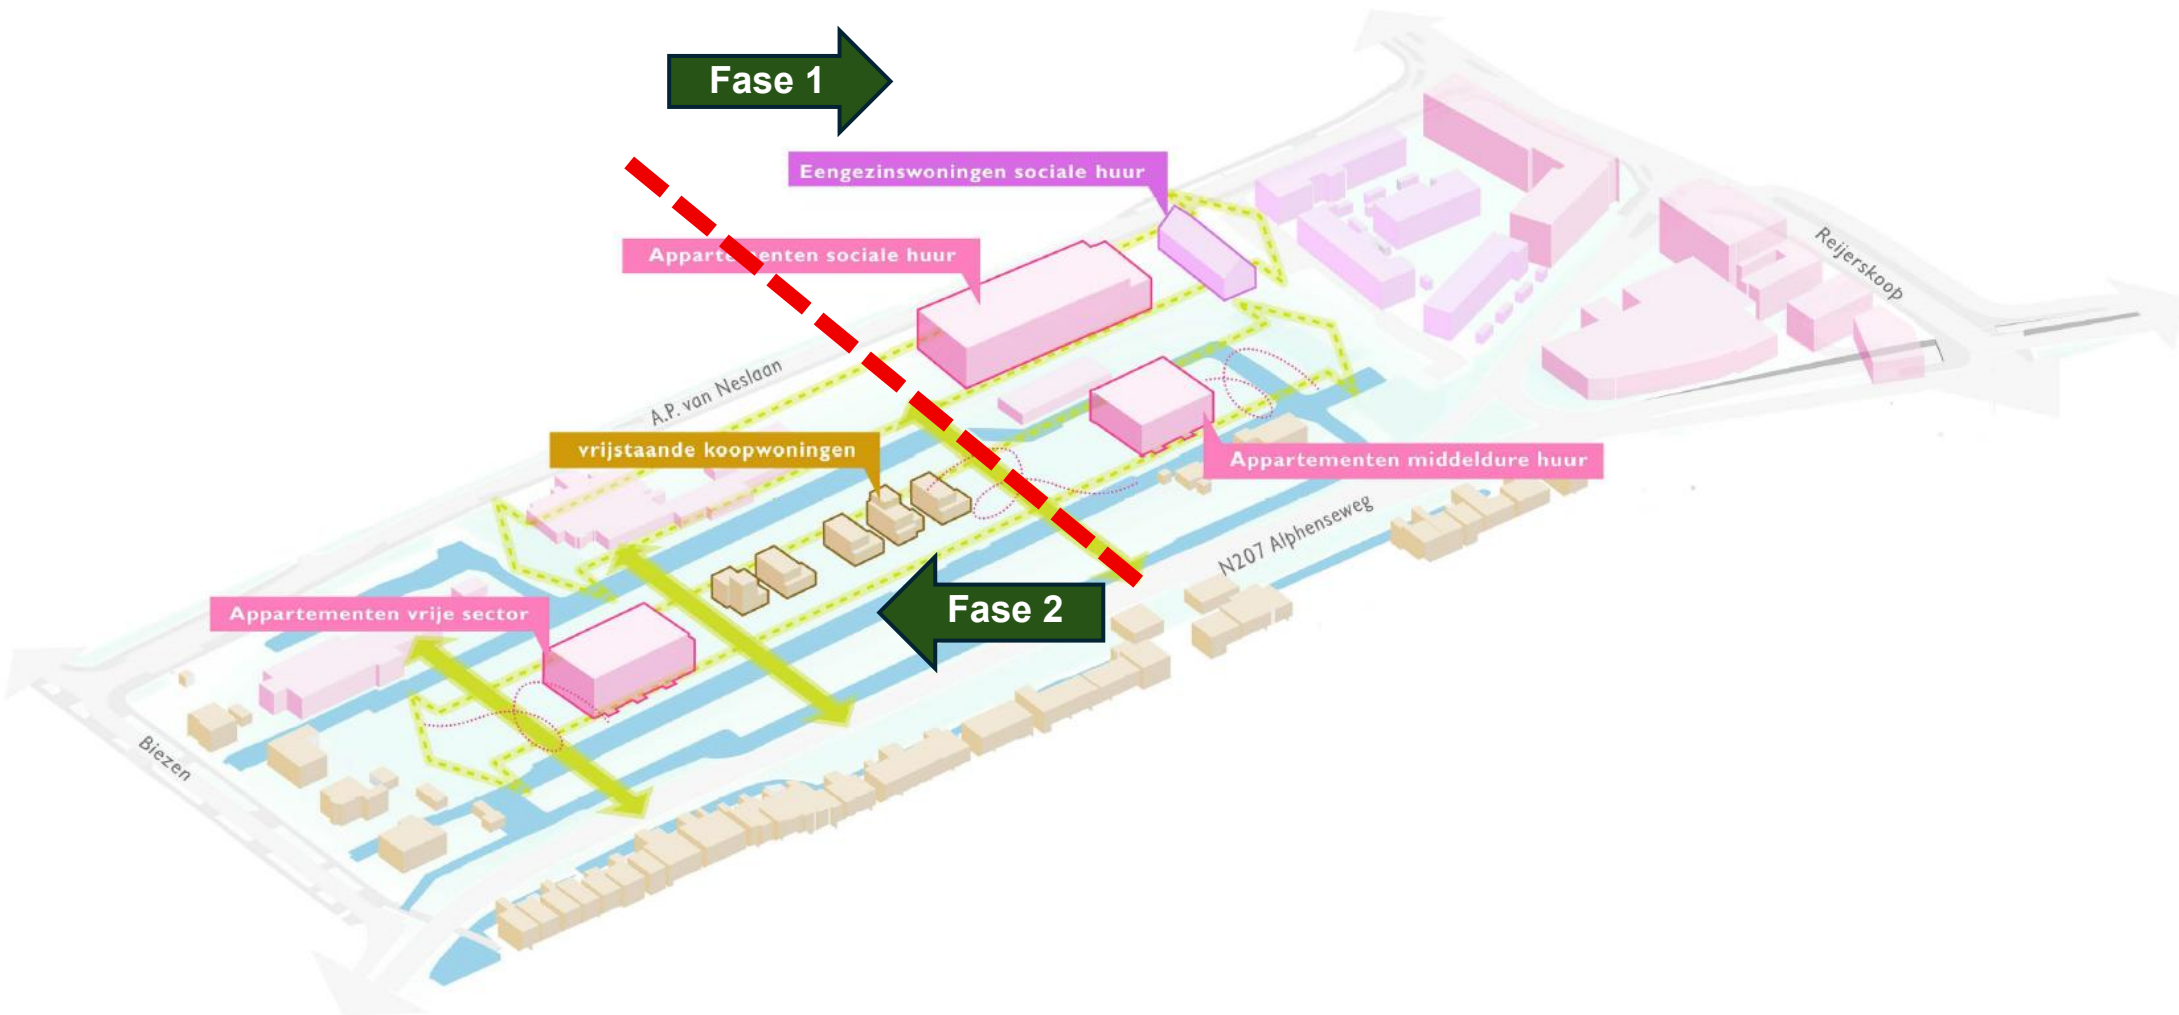 Fase 1
Eengezinswoningen sociale huur
Appartementen sociale huur
Reijerskoop
A.P. van Neslaan
vrijstaande koopwoningen
Appartementen middeldure huur
N207 Alphenseweg
Fase 2
Appartementen vrije sector
Biezen